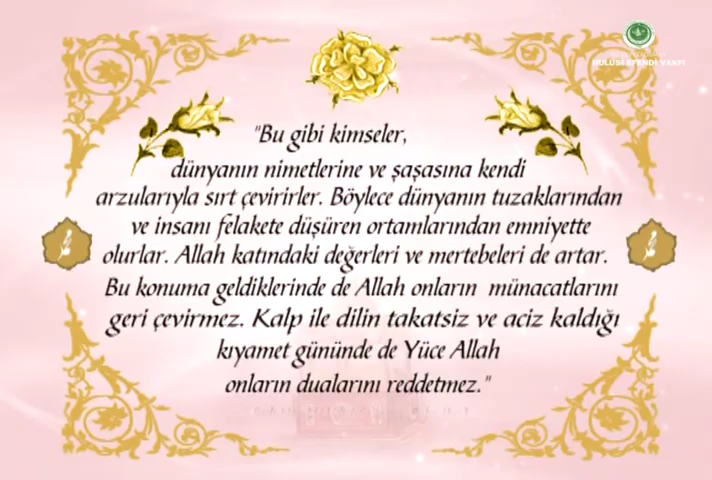 HULÛSİ EFENDİ VAKFI
"Bu gibi kimseler,
dünyanın nimetlerine ve şaşasına kendi
arzularıyla sırt çevirirler. Böylece dünyanın tuzaklarından
ve insanı felakete düşüren ortamlarından emniyette
olurlar. Allah katındaki değerleri ve mertebeleri de artar.
Bu konuma geldiklerinde de Allah onların münacatlarını
geri çevirmez. Kalp ile dilin takatsiz ve aciz kaldığı
kıyamet gününde de Yüce Allah
onların dualarını reddetmez."